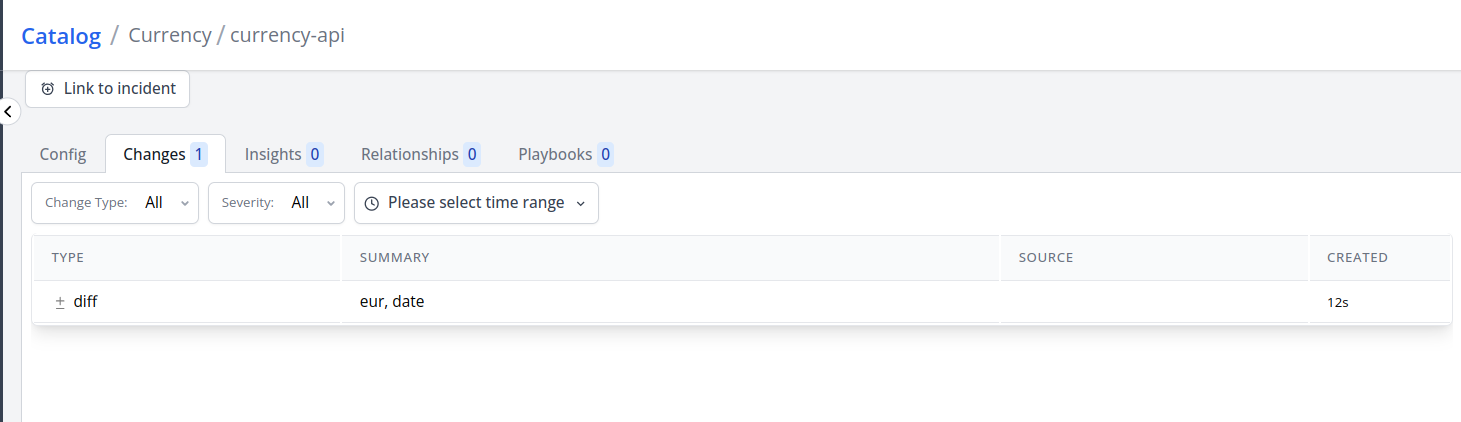 Catalog / Currency / currency-api
Link to incident
Config Changes 1 Insights 0 Relationships 0 Playbooks 0
Change Type: All Severity: All Please select time range
TYPE SUMMARY SOURCE CREATED
diff eur, date 12s